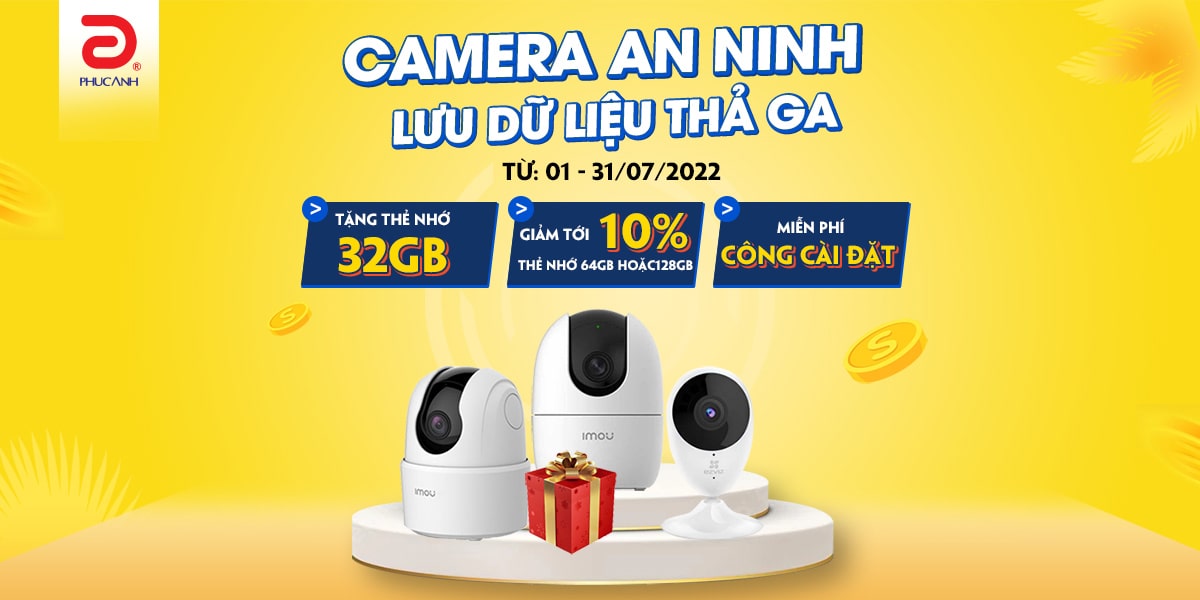 PHUCANH
®
CAMERA AN NINH
LƯU DỮ LIỆU THẢ GA
TỪ: 01 - 31/07/2022
TẶNG THẺ NHỚ
32GB
GIẢM TỚI 10%
THẺ NHỚ 64GB HOẶC128GB
MIỄN PHÍ
CÔNG CÀI ĐẶT
imou
imou
EZVIZ